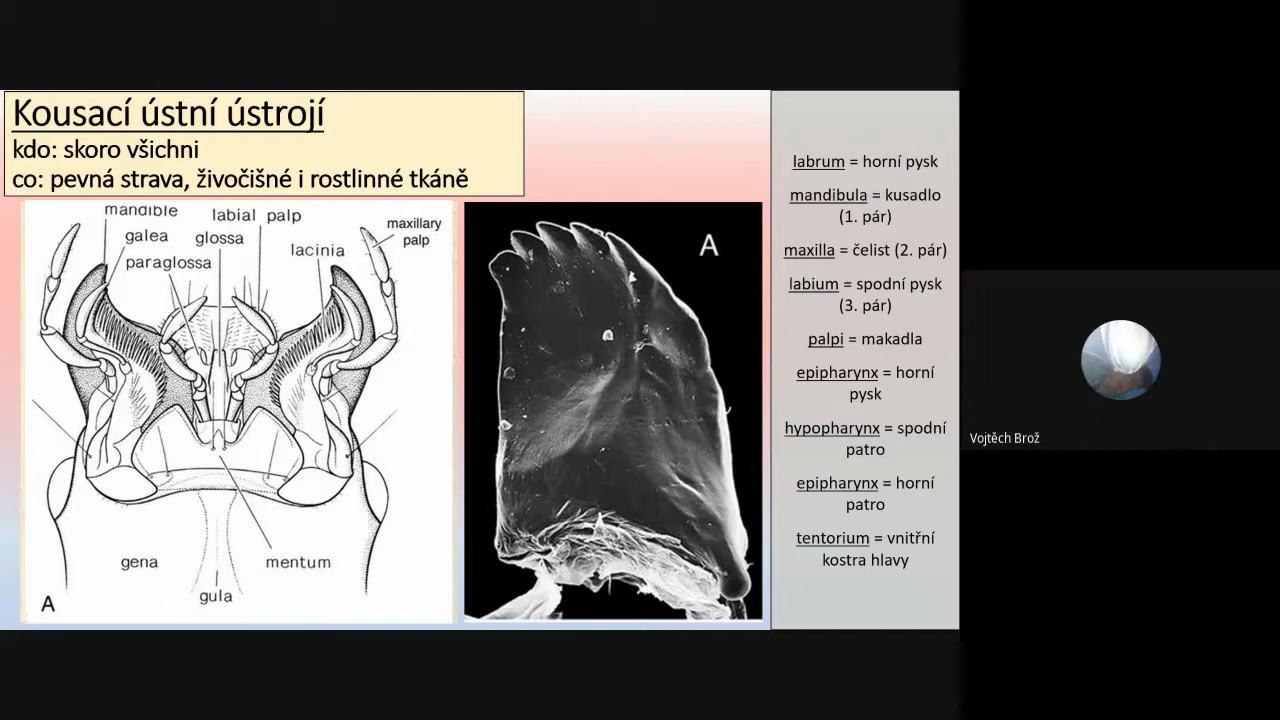 Kousací ústní ústrojí
kdo: skoro všichni
co: pevná strava, živočišné i rostlinné tkáně
mandible
labial palp
maxillary
palp
galea
glossa
lacinia
paraglossa
gena
mentum
gula
A
A
labrum = horní pysk
mandibula = kusadlo
(1. pár)
maxilla = čelist (2. pár)
labium = spodní pysk
(3. pár)
palpi = makadla
epipharynx = horní
pysk
hypopharynx = spodní
patro
epipharynx = horní
patro
tentorium = vnitřní
kostra hlavy
Vojtěch Brož